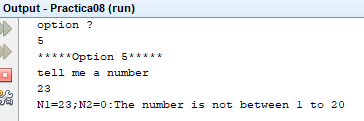 Output - Practica08 (run)
option ?
5
*****Option 5*****
tell me a number
23
N1=23;N2=0:The number is not between 1 to 20